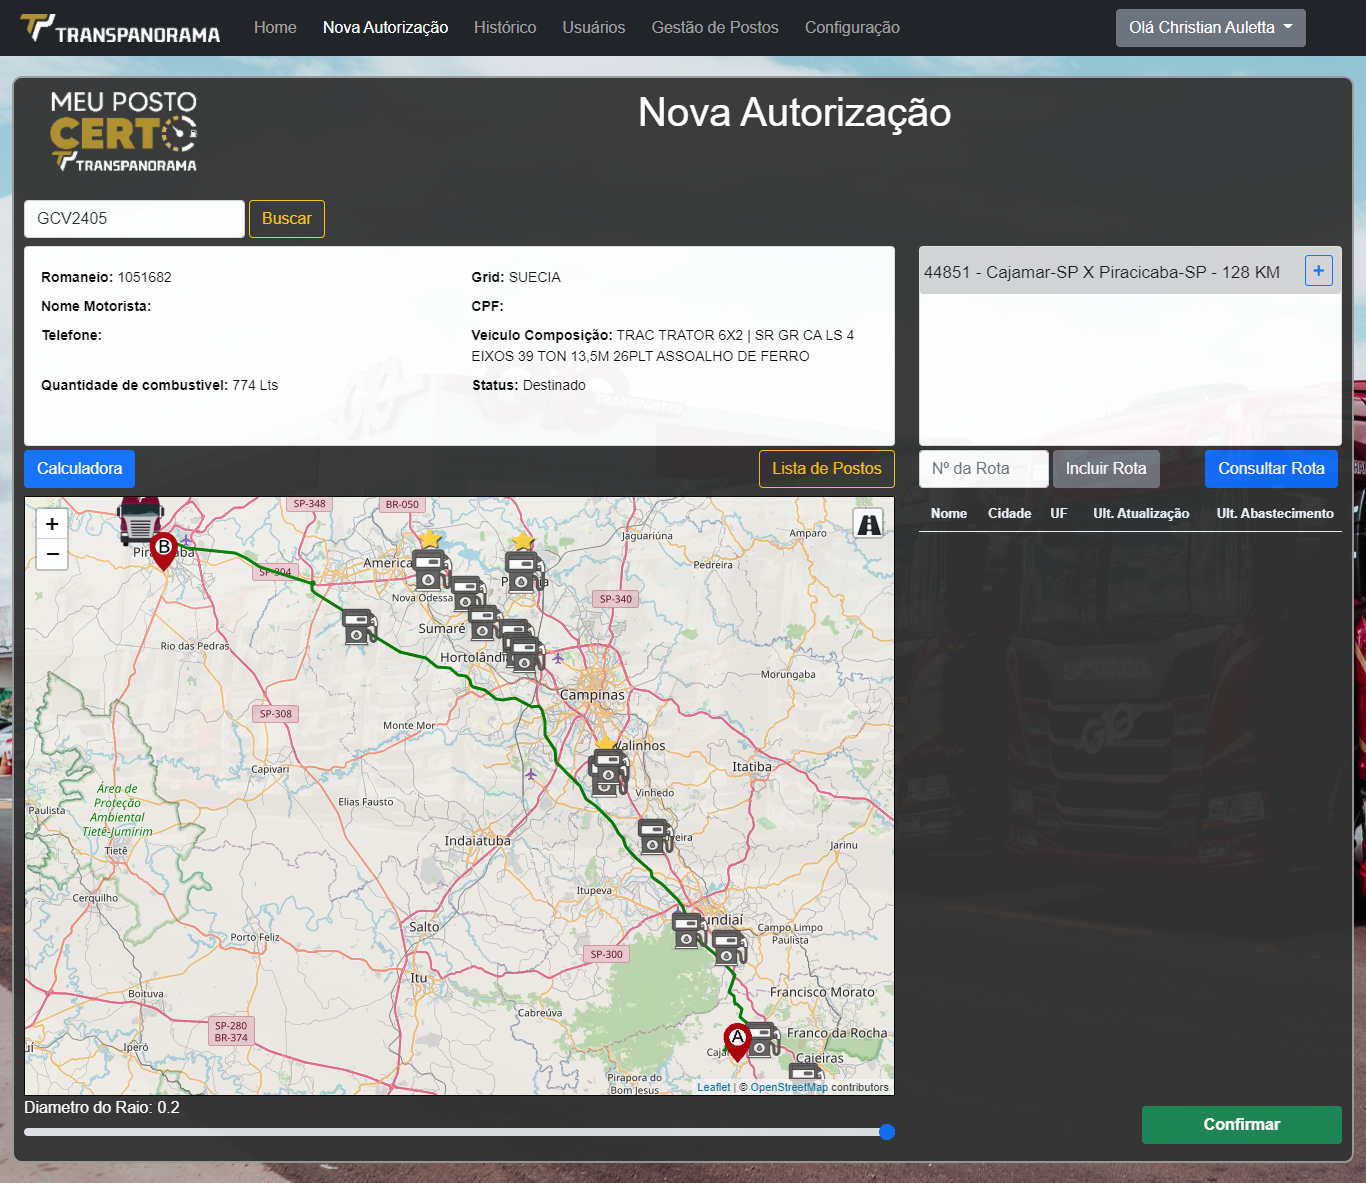 TRANSPANORAMA
Home
Nova Autorização
Histórico
Usuários
Gestão de Postos
Configuração
Olá Christian Auletta
MEU POSTO
CERTO
TRANSPANORAMA
Nova Autorização
GCV2405
Buscar
Romaneio: 1051682
Grid: SUECIA
Nome Motorista:
CPF:
Telefone:
Veiculo Composição: TRAC TRATOR 6X2 | SR GR CA LS 4
EIXOS 39 TON 13,5M 26PLT ASSOALHO DE FERRO
Quantidade de combustivel: 774 Lts
Status: Destinado
44851 - Cajamar-SP X Piracicaba-SP - 128 KM
+
Calculadora
Lista de Postos
Nº da Rota
Incluir Rota
Consultar Rota
Nome
Cidade
UF
Ult. Atualização
Ult. Abastecimento
+
−
SP-348
BR-050
Jaguariúna
Amparo
B
America
Pedreira
SP-304
Nova Odessa
SP-340
Sumaré
Rio das Pedras
Hortolândi
Morungaba
Campinas
SP-308
Monte Mor
Valinhos
Capivari
Itatiba
Área de
Proteção
Ambiental
Tietê-Jumirim
Elias Fausto
Vinhedo
Paulista
Tietê
Indaiatuba
eira
Jarinu
Cerquilho
Itupeva
undiaí
Salto
Campo Limpo
Paulista
Porto Feliz
SP-300
Itu
Boituva
Francisco Morato
Cabreúva
SP-280
BR-374
A
Franco da Rocha
Iperó
Caja
Caieiras
Pirapora do
Bom Jesus
Leaflet | © OpenStreetMap contributors
Diametro do Raio: 0.2
Confirmar